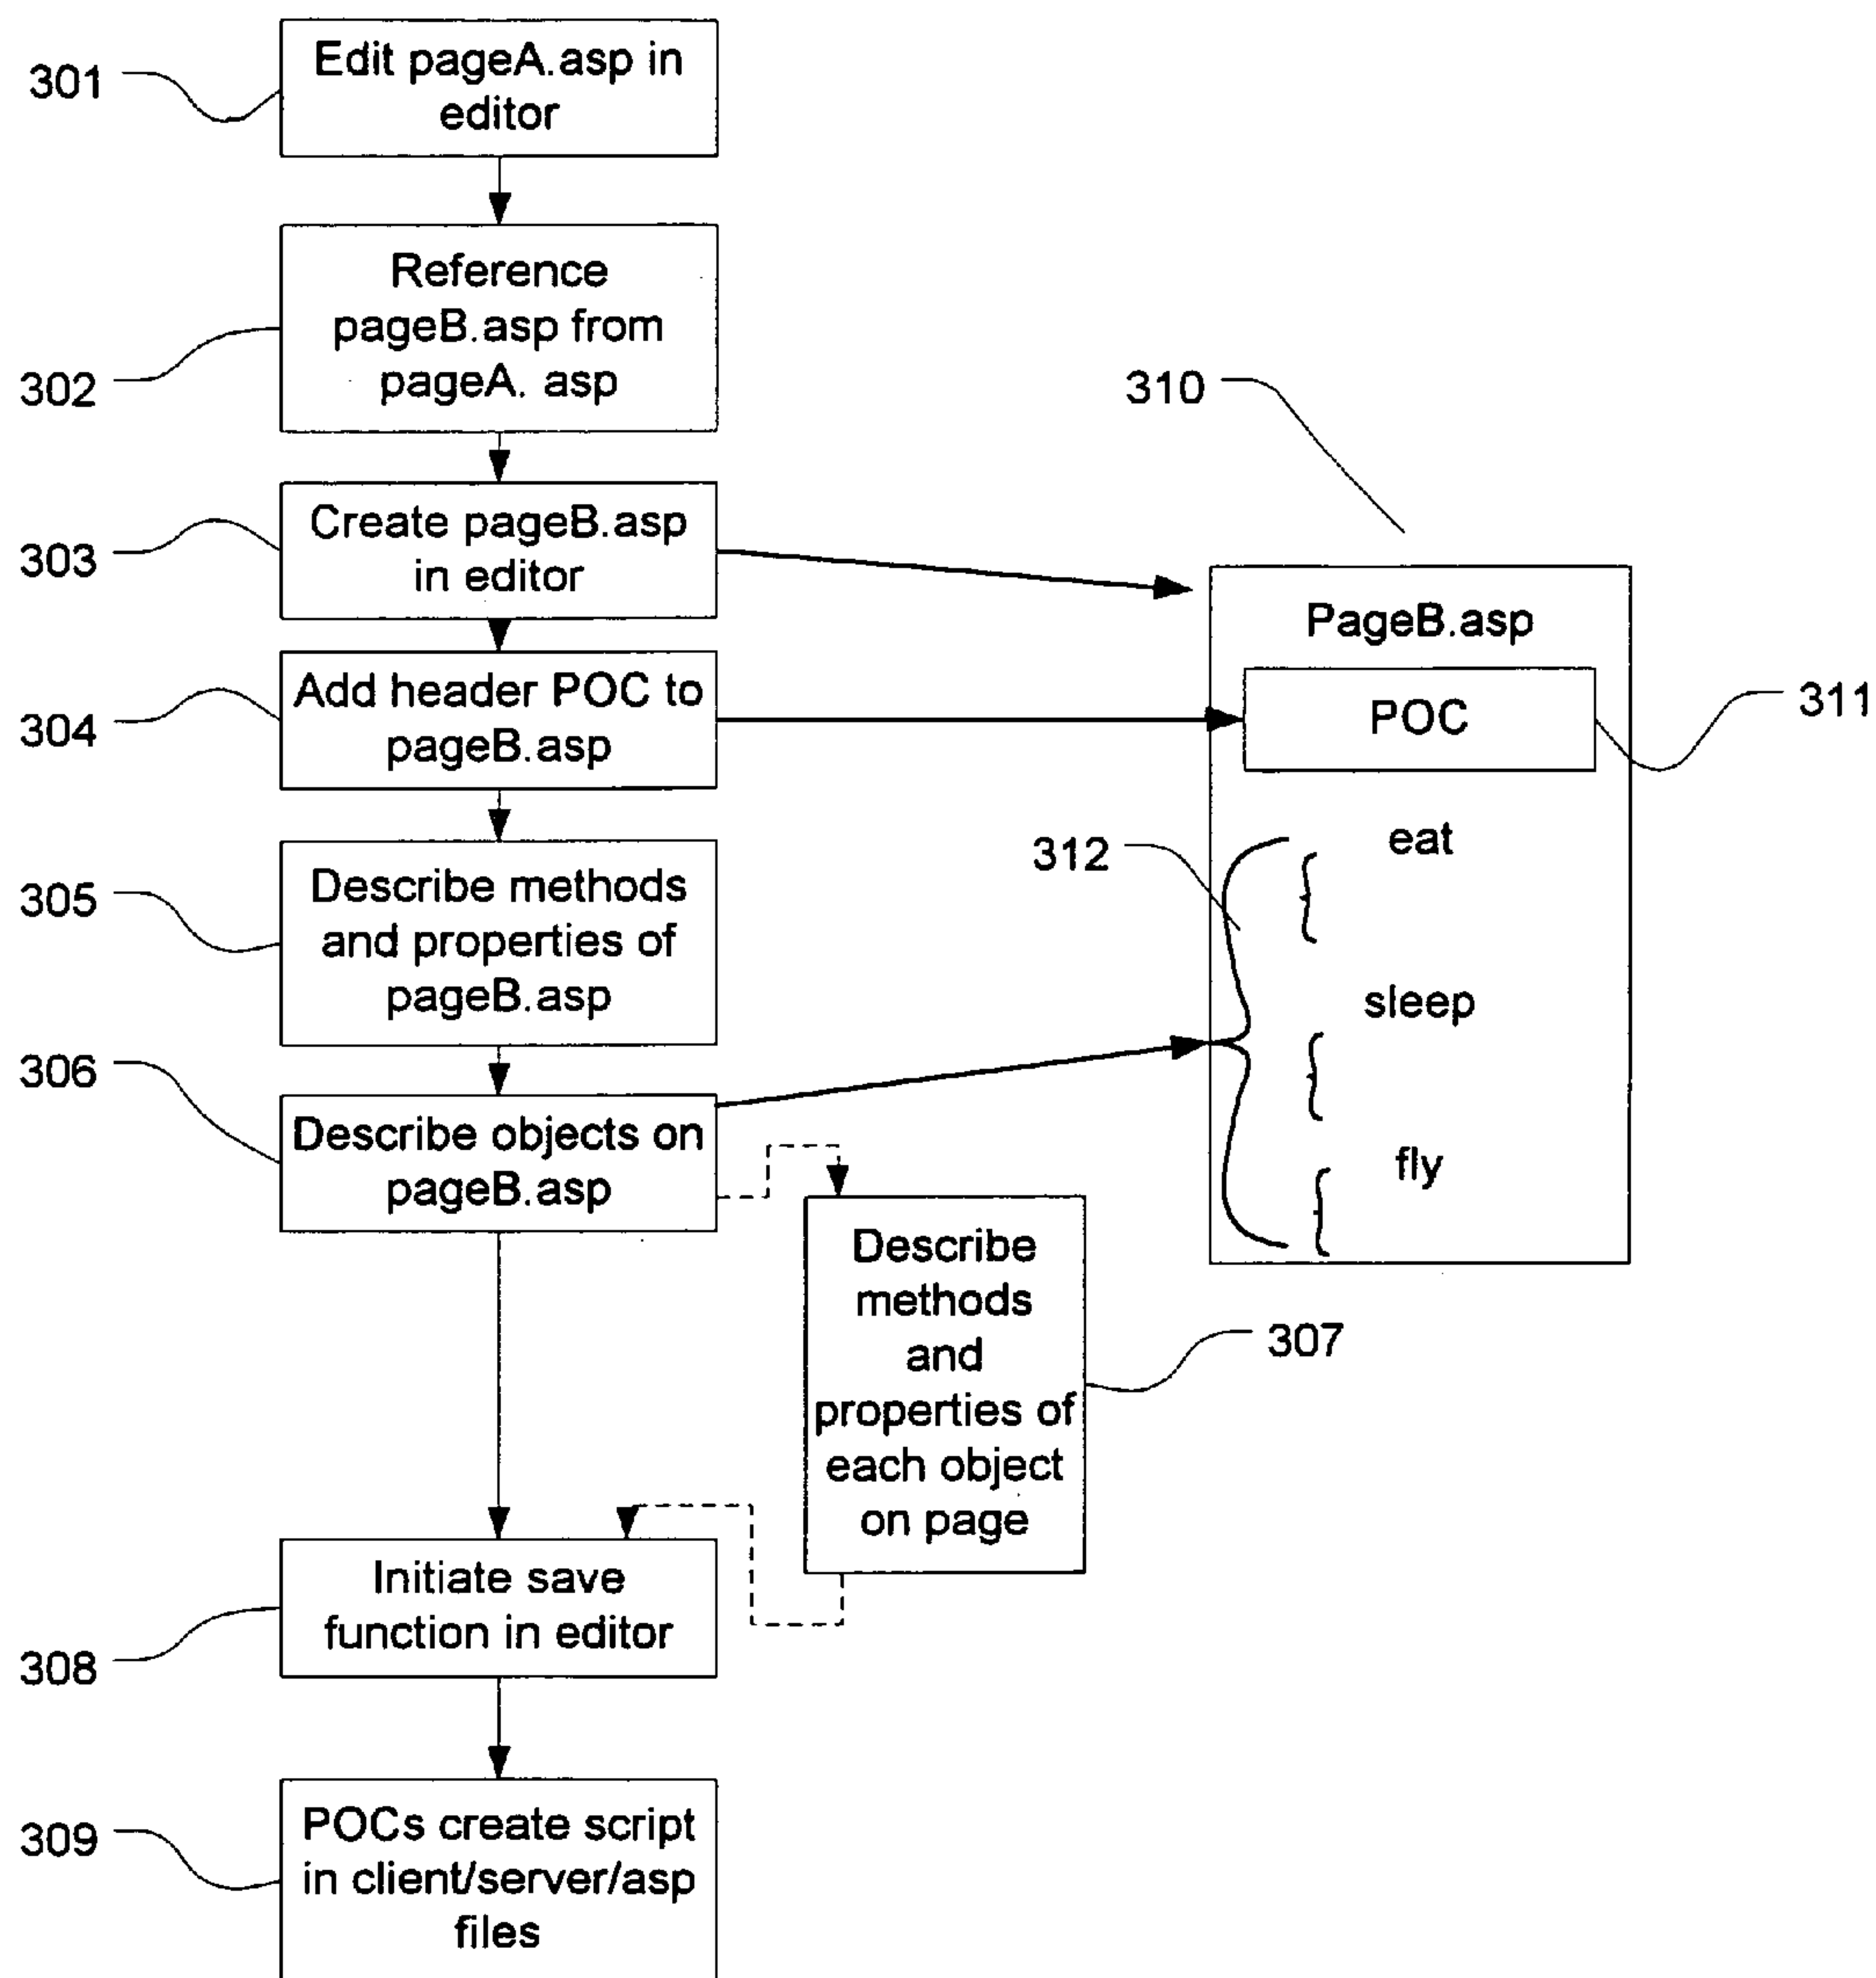 301
Edit pageA.asp in
editor
302
Reference
pageB.asp from
pageA. asp
303
Create pageB.asp
in editor
304
Add header POC to
pageB.asp
305
Describe methods
and properties of
pageB.asp
306
Describe objects on
pageB.asp
307
Describe
methods
and
properties of
each object
on page
308
Initiate save
function in editor
309
POCs create script
in client/server/asp
files
310
PageB.asp
POC
311
312
eat
{
sleep
{
fly
{